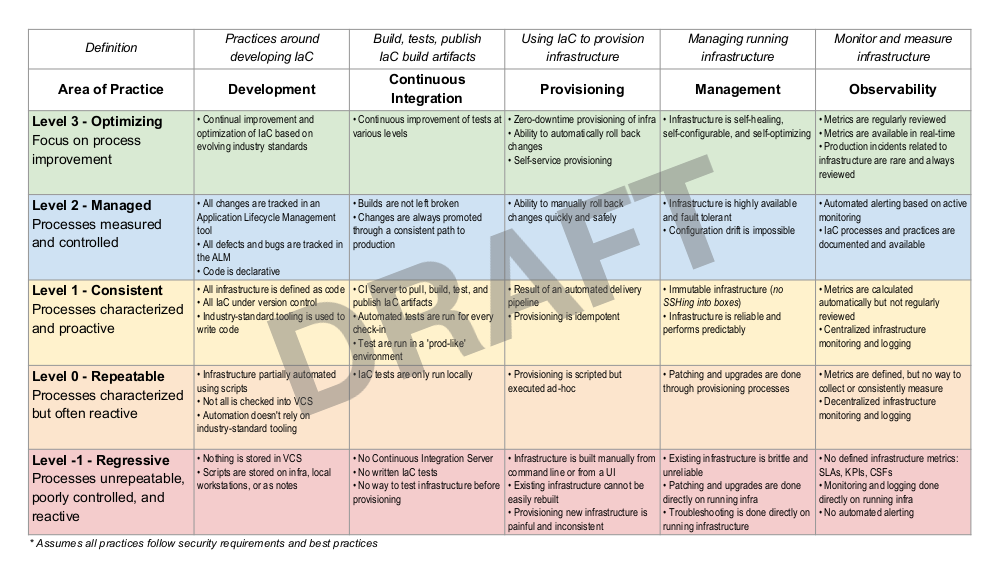 Definition
Practices around
developing IaC
Build, tests, publish
IaC build artifacts
Using IaC to provision
infrastructure
Managing running
infrastructure
Monitor and measure
infrastructure
Area of Practice
Development
Continuous
Integration
Provisioning
Management
Observability
Level 3 - Optimizing
Focus on process
improvement
• Continual improvement and
optimization of IaC based on
evolving industry standards
• Continuous improvement of tests at
various levels
• Zero-downtime provisioning of infra
• Ability to automatically roll back
changes
• Self-service provisioning
• Infrastructure is self-healing,
self-configurable, and self-optimizing
• Metrics are regularly reviewed
• Metrics are available in real-time
• Production incidents related to
infrastructure are rare and always
reviewed
Level 2 - Managed
Processes measured
and controlled
• All changes are tracked in an
Application Lifecycle Management
tool
• All defects and bugs are tracked in
the ALM
• Code is declarative
• Builds are not left broken
• Changes are always promoted
through a consistent path to
production
• Ability to manually roll back
changes quickly and safely
• Infrastructure is highly available
and fault tolerant
• Configuration drift is impossible
• Automated alerting based on active
monitoring
• IaC processes and practices are
documented and available
Level 1 - Consistent
Processes characterized
and proactive
• All infrastructure is defined as code
• All IaC under version control
• Industry-standard tooling is used to
write code
• CI Server to pull, build, test, and
publish IaC artifacts
• Automated tests are run for every
check-in
• Test are run in a 'prod-like'
environment
• Result of an automated delivery
pipeline
• Provisioning is idempotent
• Immutable infrastructure (no
SSHing into boxes)
• Infrastructure is reliable and
performs predictably
• Metrics are calculated
automatically but not regularly
reviewed
• Centralized infrastructure
monitoring and logging
Level 0 - Repeatable
Processes characterized
but often reactive
• Infrastructure partially automated
using scripts
• Not all is checked into VCS
• Automation doesn't rely on
industry-standard tooling
• IaC tests are only run locally
• Provisioning is scripted but
executed ad-hoc
• Patching and upgrades are done
through provisioning processes
• Metrics are defined, but no way to
collect or consistently measure
• Decentralized infrastructure
monitoring and logging
Level -1 - Regressive
Processes unrepeatable,
poorly controlled, and
reactive
• Nothing is stored in VCS
• Scripts are stored on infra, local
workstations, or as notes
• No Continuous Integration Server
• No written IaC tests
• No way to test infrastructure before
provisioning
• Infrastructure is built manually from
command line or from a UI
• Existing infrastructure cannot be
easily rebuilt
• Provisioning new infrastructure is
painful and inconsistent
• Existing infrastructure is brittle and
unreliable
• Patching and upgrades are done
directly on running infra
• Troubleshooting is done directly on
running infrastructure
• No defined infrastructure metrics:
SLAs, KPIs, CSFs
• Monitoring and logging done
directly on running infra
• No automated alerting
* Assumes all practices follow security requirements and best practices
DRAFT